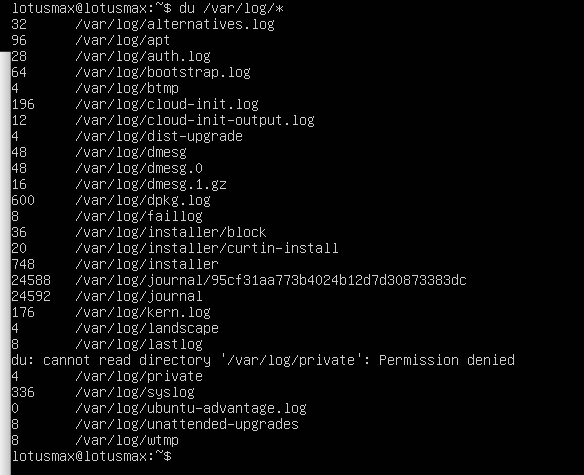 lotusmax@lotusmax:~$ du /var/log/*
32 /var/log/alternatives.log
96 /var/log/apt
28 /var/log/auth.log
64 /var/log/bootstrap.log
4 /var/log/btmp
196 /var/log/cloud-init.log
12 /var/log/cloud-init-output.log
4 /var/log/dist-upgrade
48 /var/log/dmesg
48 /var/log/dmesg.0
16 /var/log/dmesg.1.gz
600 /var/log/dpkg.log
8 /var/log/faillog
36 /var/log/installer/block
20 /var/log/installer/curtin-install
748 /var/log/installer
24588 /var/log/journal/95cf31aa773b4024b12d7d30873383dc
24592 /var/log/journal
176 /var/log/kern.log
4 /var/log/landscape
8 /var/log/lastlog
du: cannot read directory '/var/log/private': Permission denied
4 /var/log/private
336 /var/log/syslog
0 /var/log/ubuntu-advantage.log
8 /var/log/unattended-upgrades
8 /var/log/wtmp
lotusmax@lotusmax:~$